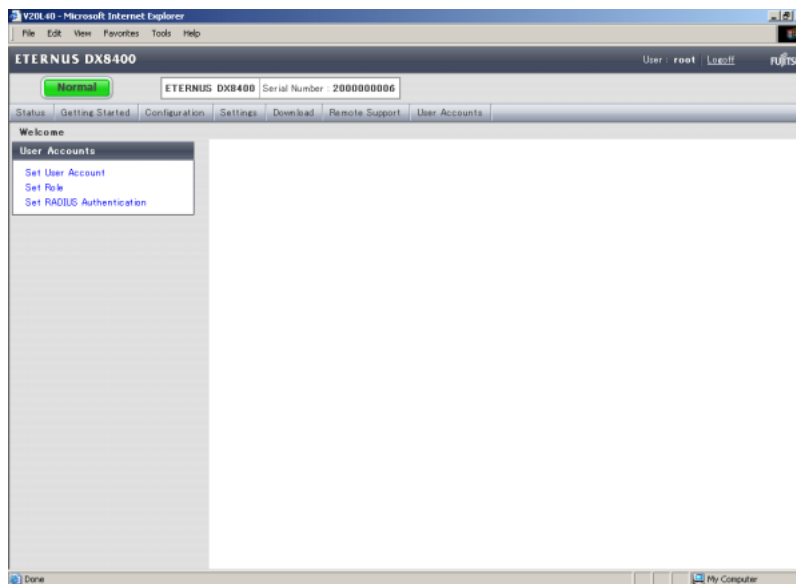 V20L40 - Microsoft Internet Explorer
File Edit View Favorites Tools Help
ETERNUS DX8400 User : root Logoff
Normal ETERNUS DX8400 Serial Number : 2000000006
Status Getting Started Configuration Settings Download Remote Support User Accounts
Welcome
User Accounts
Set User Account
Set Role
Set RADIUS Authentication
Done My Computer